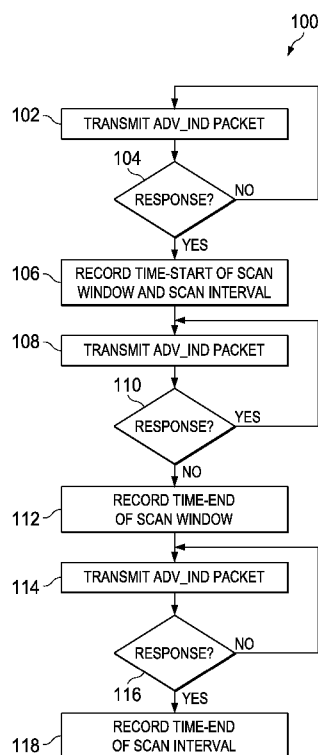 100
102
TRANSMIT ADV_IND PACKET
104
RESPONSE?
NO
YES
106
RECORD TIME-START OF SCAN
WINDOW AND SCAN INTERVAL
108
TRANSMIT ADV_IND PACKET
110
RESPONSE?
YES
NO
112
RECORD TIME-END
OF SCAN WINDOW
114
TRANSMIT ADV_IND PACKET
RESPONSE?
NO
116
YES
118
RECORD TIME-END
OF SCAN INTERVAL